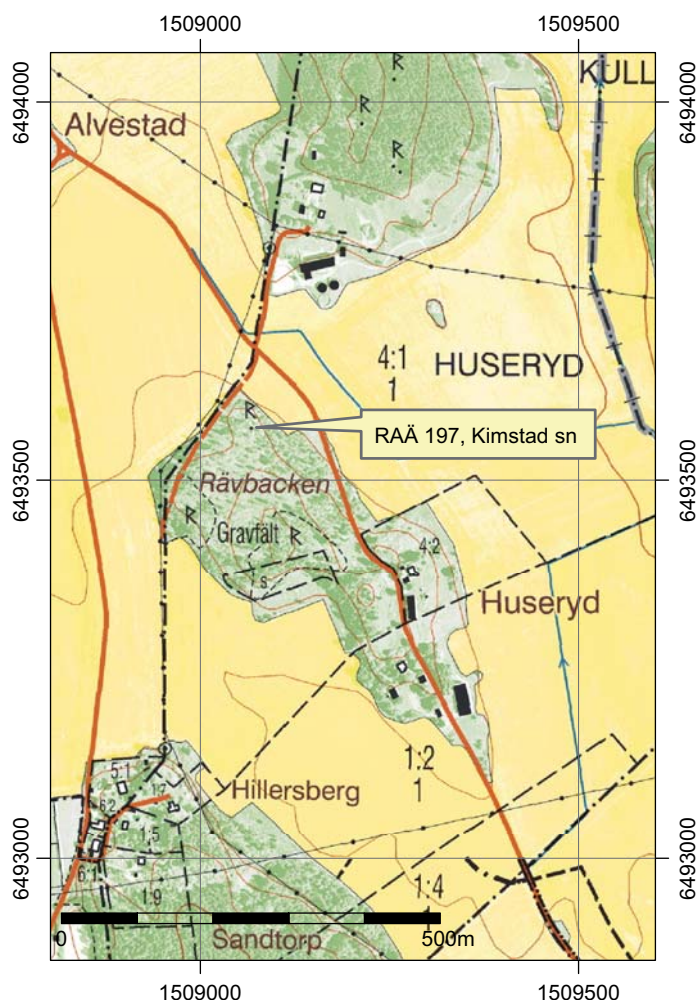 1509000
1509500
KULL
6494000
6494000
Alvestad
R
R
R
4:1
1
HUSERYD
R
RAÄ 197, Kimstad sn
6493500
6493500
Rävbacken
R
Gravfält
R
4:2
s
Huseryd
1:2
1
5:1
Hillersberg
1:7
6:2
1:5
6:1
6493000
6493000
1:9
1:4
0
500m
Sandtorp
1509000
1509500